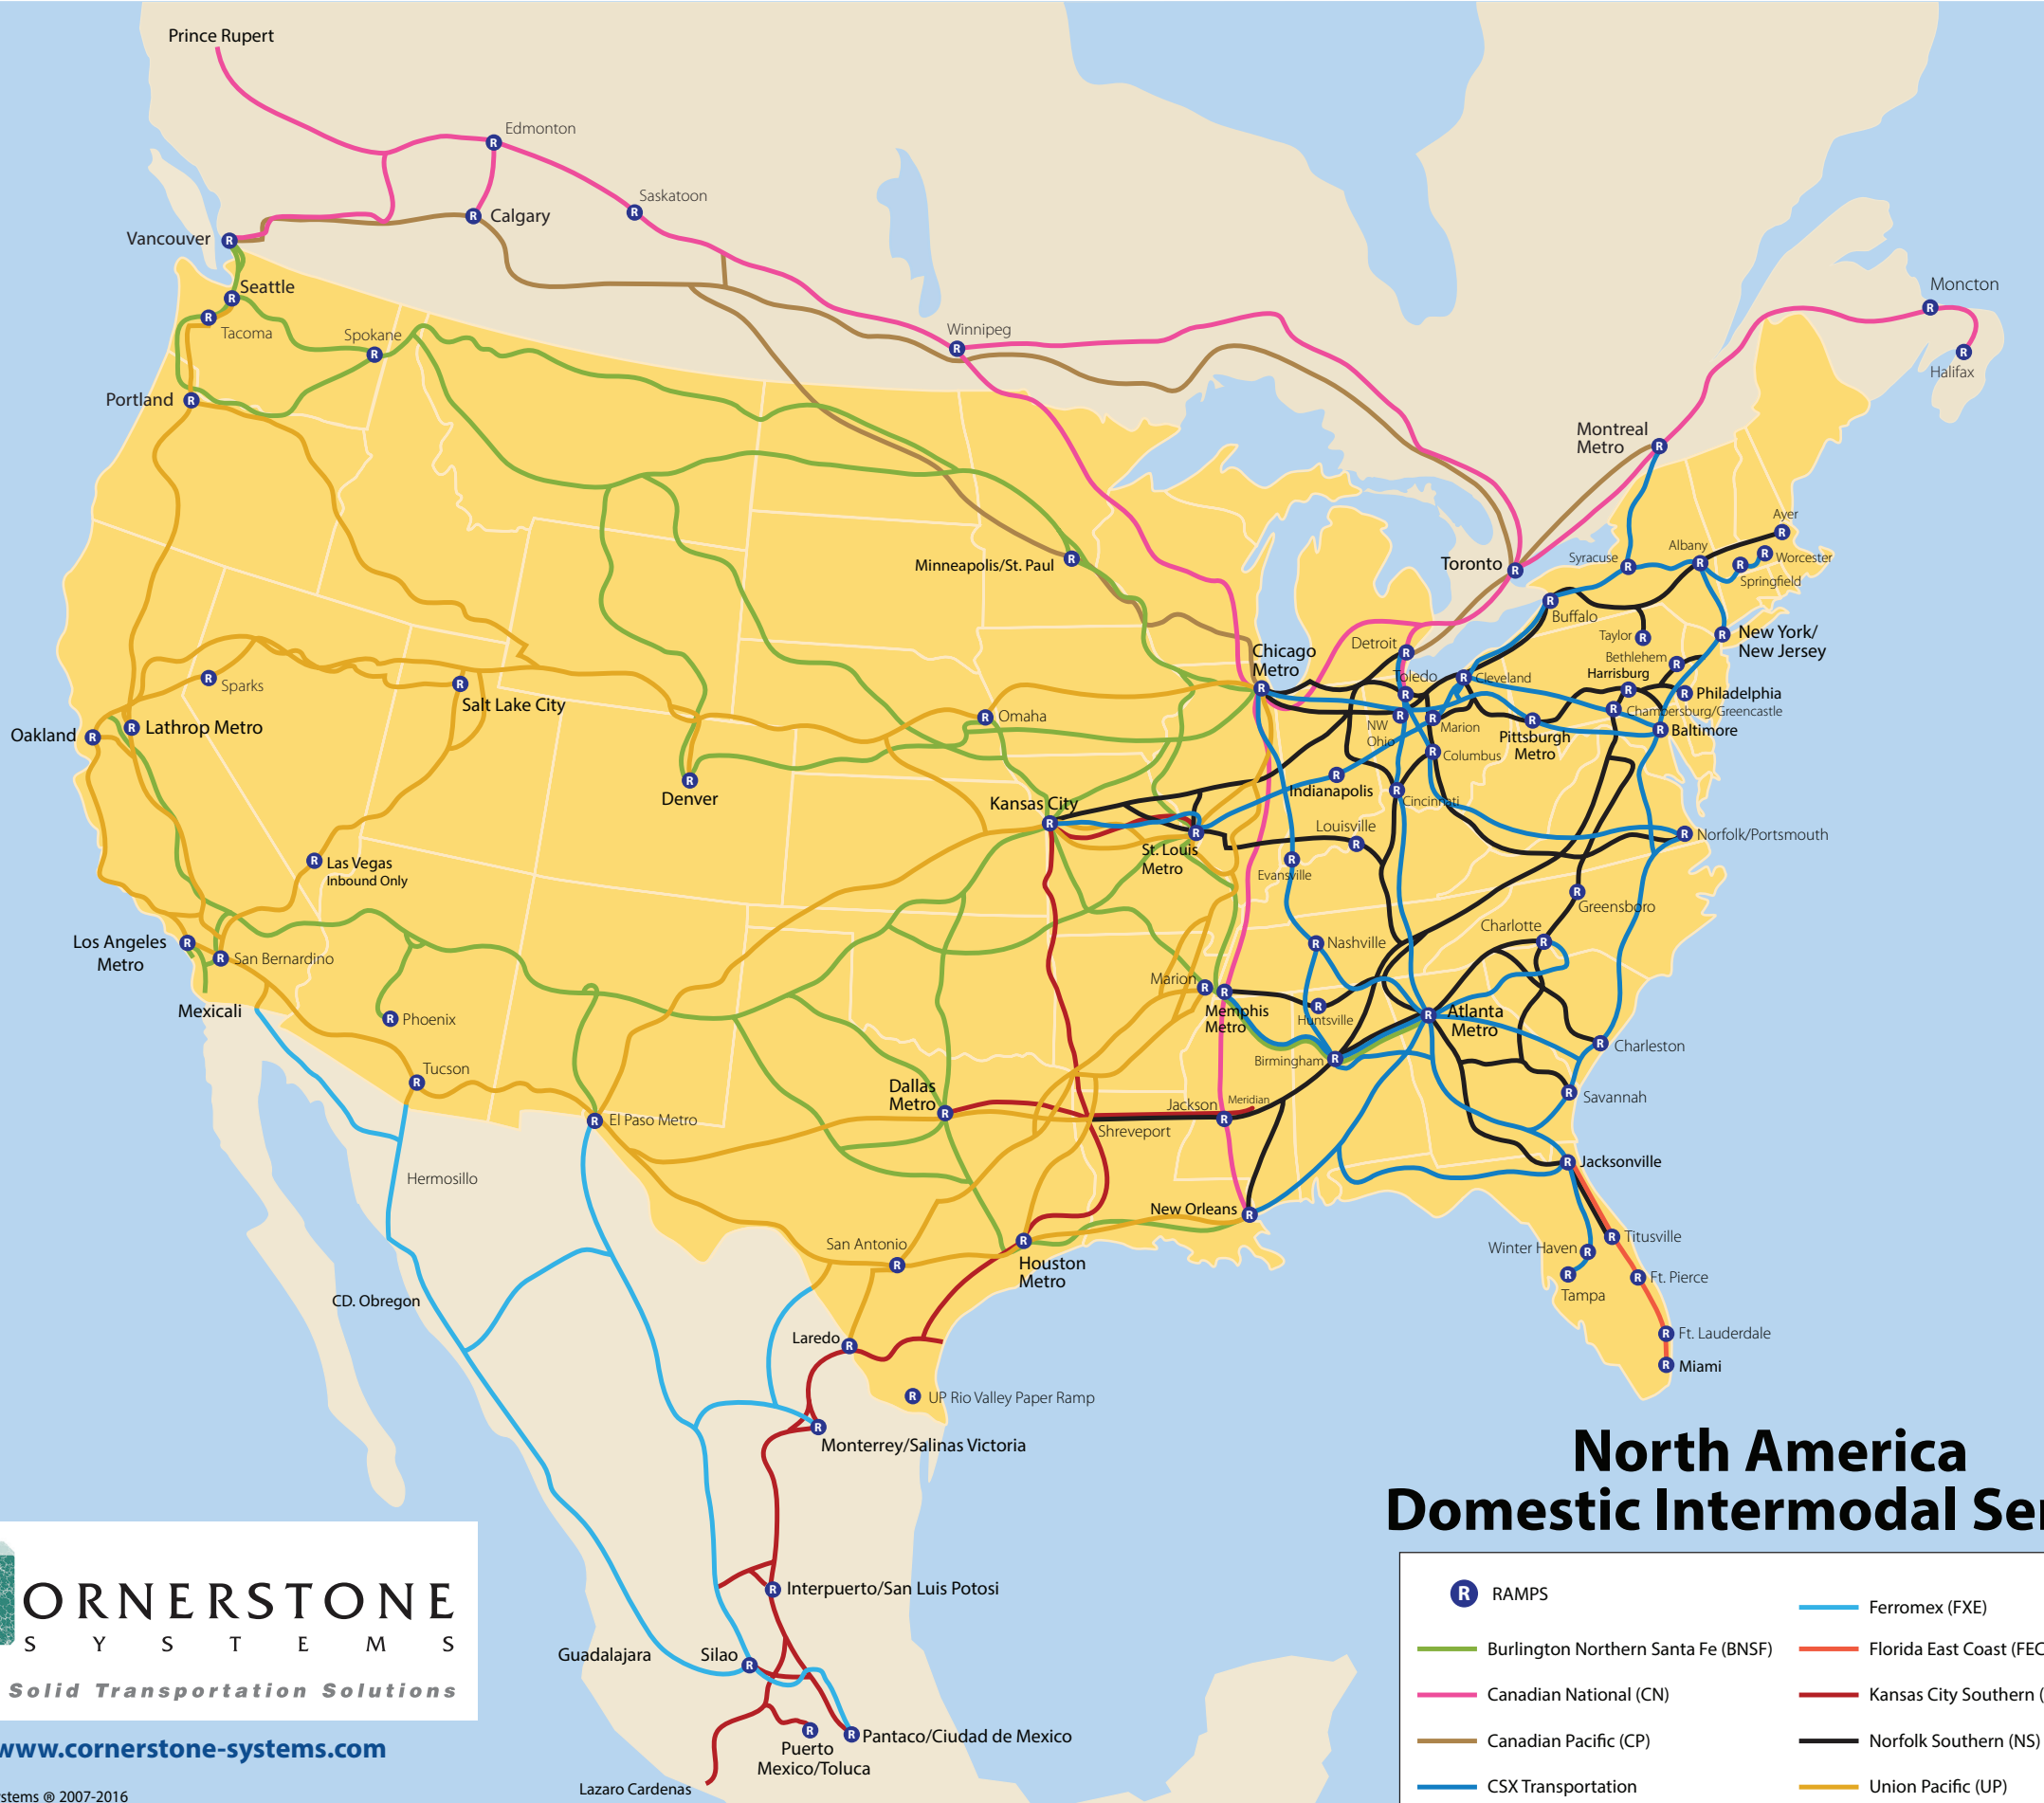 Prince Rupert
Edmonton
Saskatoon
Calgary
Vancouver
Seattle
Tacoma
Spokane
Portland
Winnipeg
Moncton
Halifax
Montreal
Metro
Minneapolis/St. Paul
Toronto
Ayer
Albany
Syracuse
Worcester
Springfield
Buffalo
Taylor
New York/
New Jersey
Bethlehem
Harrisburg
Philadelphia
Chambersburg/Greencastle
Baltimore
Detroit
Chicago
Metro
Toledo
Cleveland
NW
Ohio
Marion
Pittsburgh
Metro
Columbus
Sparks
Salt Lake City
Lathrop Metro
Oakland
Omaha
Denver
Kansas City
Indianapolis
Cincinnati
Louisville
St. Louis
Metro
Evansville
Norfolk/Portsmouth
Las Vegas
Inbound Only
Greensboro
Charlotte
Los Angeles
Metro
San Bernardino
Mexicali
Phoenix
Nashville
Marion
Memphis
Metro
Huntsville
Atlanta
Metro
Birmingham
Charleston
Tucson
Dallas
Metro
Jackson
Meridian
Savannah
El Paso Metro
Shreveport
Jacksonville
Hermosillo
New Orleans
San Antonio
Houston
Metro
Winter Haven
Titusville
Tampa
Ft. Pierce
CD. Obregon
Laredo
Ft. Lauderdale
Miami
UP Rio Valley Paper Ramp
Monterrey/Salinas Victoria
Interpuerto/San Luis Potosi
Guadalajara
Silao
Pantaco/Ciudad de Mexico
Puerto
Mexico/Toluca
Lazaro Cardenas
North America
Domestic Intermodal Ser
R RAMPS
Burlington Northern Santa Fe (BNSF)
Canadian National (CN)
Canadian Pacific (CP)
CSX Transportation
Ferromex (FXE)
Florida East Coast (FEC
Kansas City Southern (
Norfolk Southern (NS)
Union Pacific (UP)
ORNERSTONE
SYSTEMS
Solid Transportation Solutions
www.cornerstone-systems.com
stems ® 2007-2016